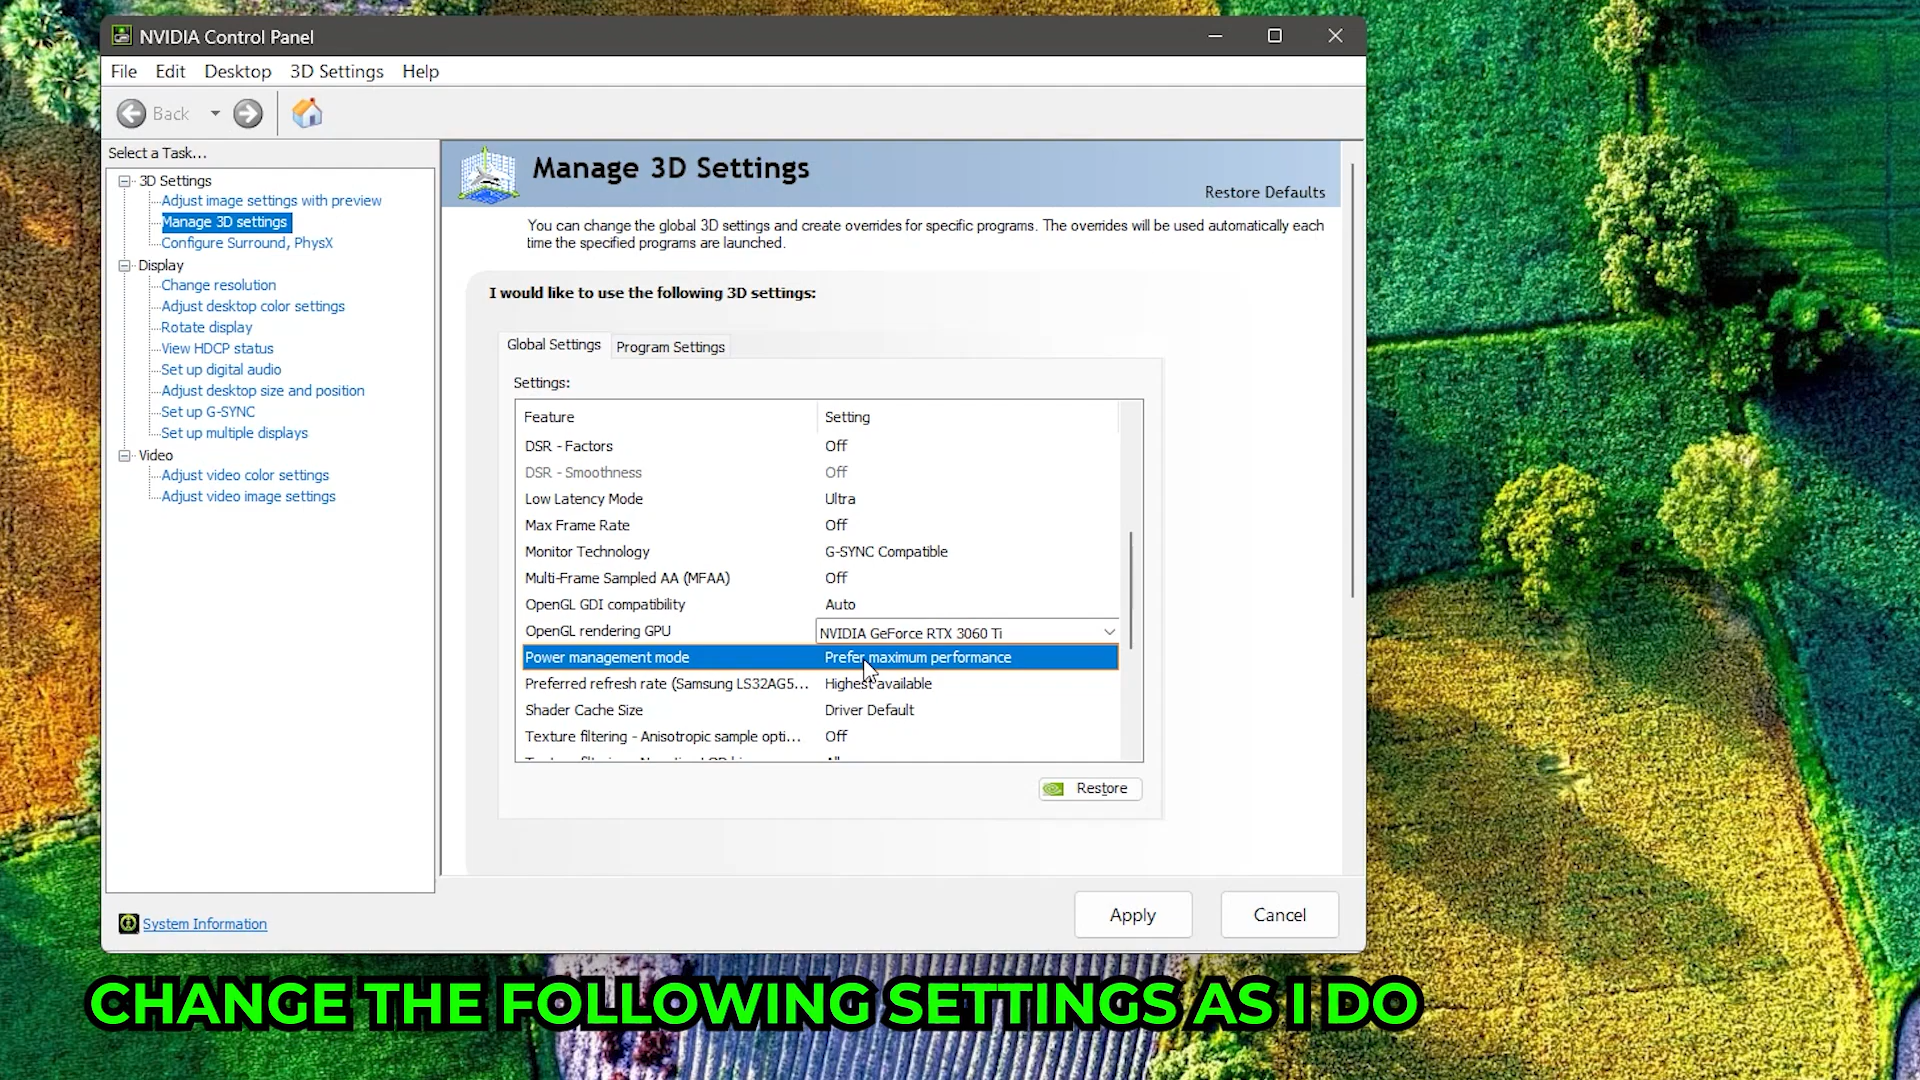 NVIDIA Control Panel
File Edit Desktop 3D Settings Help
Back
Select a Task...
3D Settings
Adjust image settings with preview
Manage 3D settings
Configure Surround, PhysX
Display
Change resolution
Adjust desktop color settings
Rotate display
View HDCP status
Set up digital audio
Adjust desktop size and position
Set up G-SYNC
Set up multiple displays
Video
Adjust video color settings
Adjust video image settings
System Information
Manage 3D Settings
Restore Defaults
You can change the global 3D settings and create overrides for specific programs. The overrides will be used automatically each
time the specified programs are launched.
I would like to use the following 3D settings:
Global Settings Program Settings
Settings:
Feature Setting
DSR - Factors Off
DSR - Smoothness Off
Low Latency Mode Ultra
Max Frame Rate Off
Monitor Technology G-SYNC Compatible
Multi-Frame Sampled AA (MFAA) Off
OpenGL GDI compatibility Auto
OpenGL rendering GPU NVIDIA GeForce RTX 3060 Ti
Power management mode Prefer maximum performance
Preferred refresh rate (Samsung LS32AG5... Highest available
Shader Cache Size Driver Default
Texture filtering - Anisotropic sample opti... Off
Restore
Apply Cancel
CHANGE THE FOLLOWING SETTINGS AS I DO